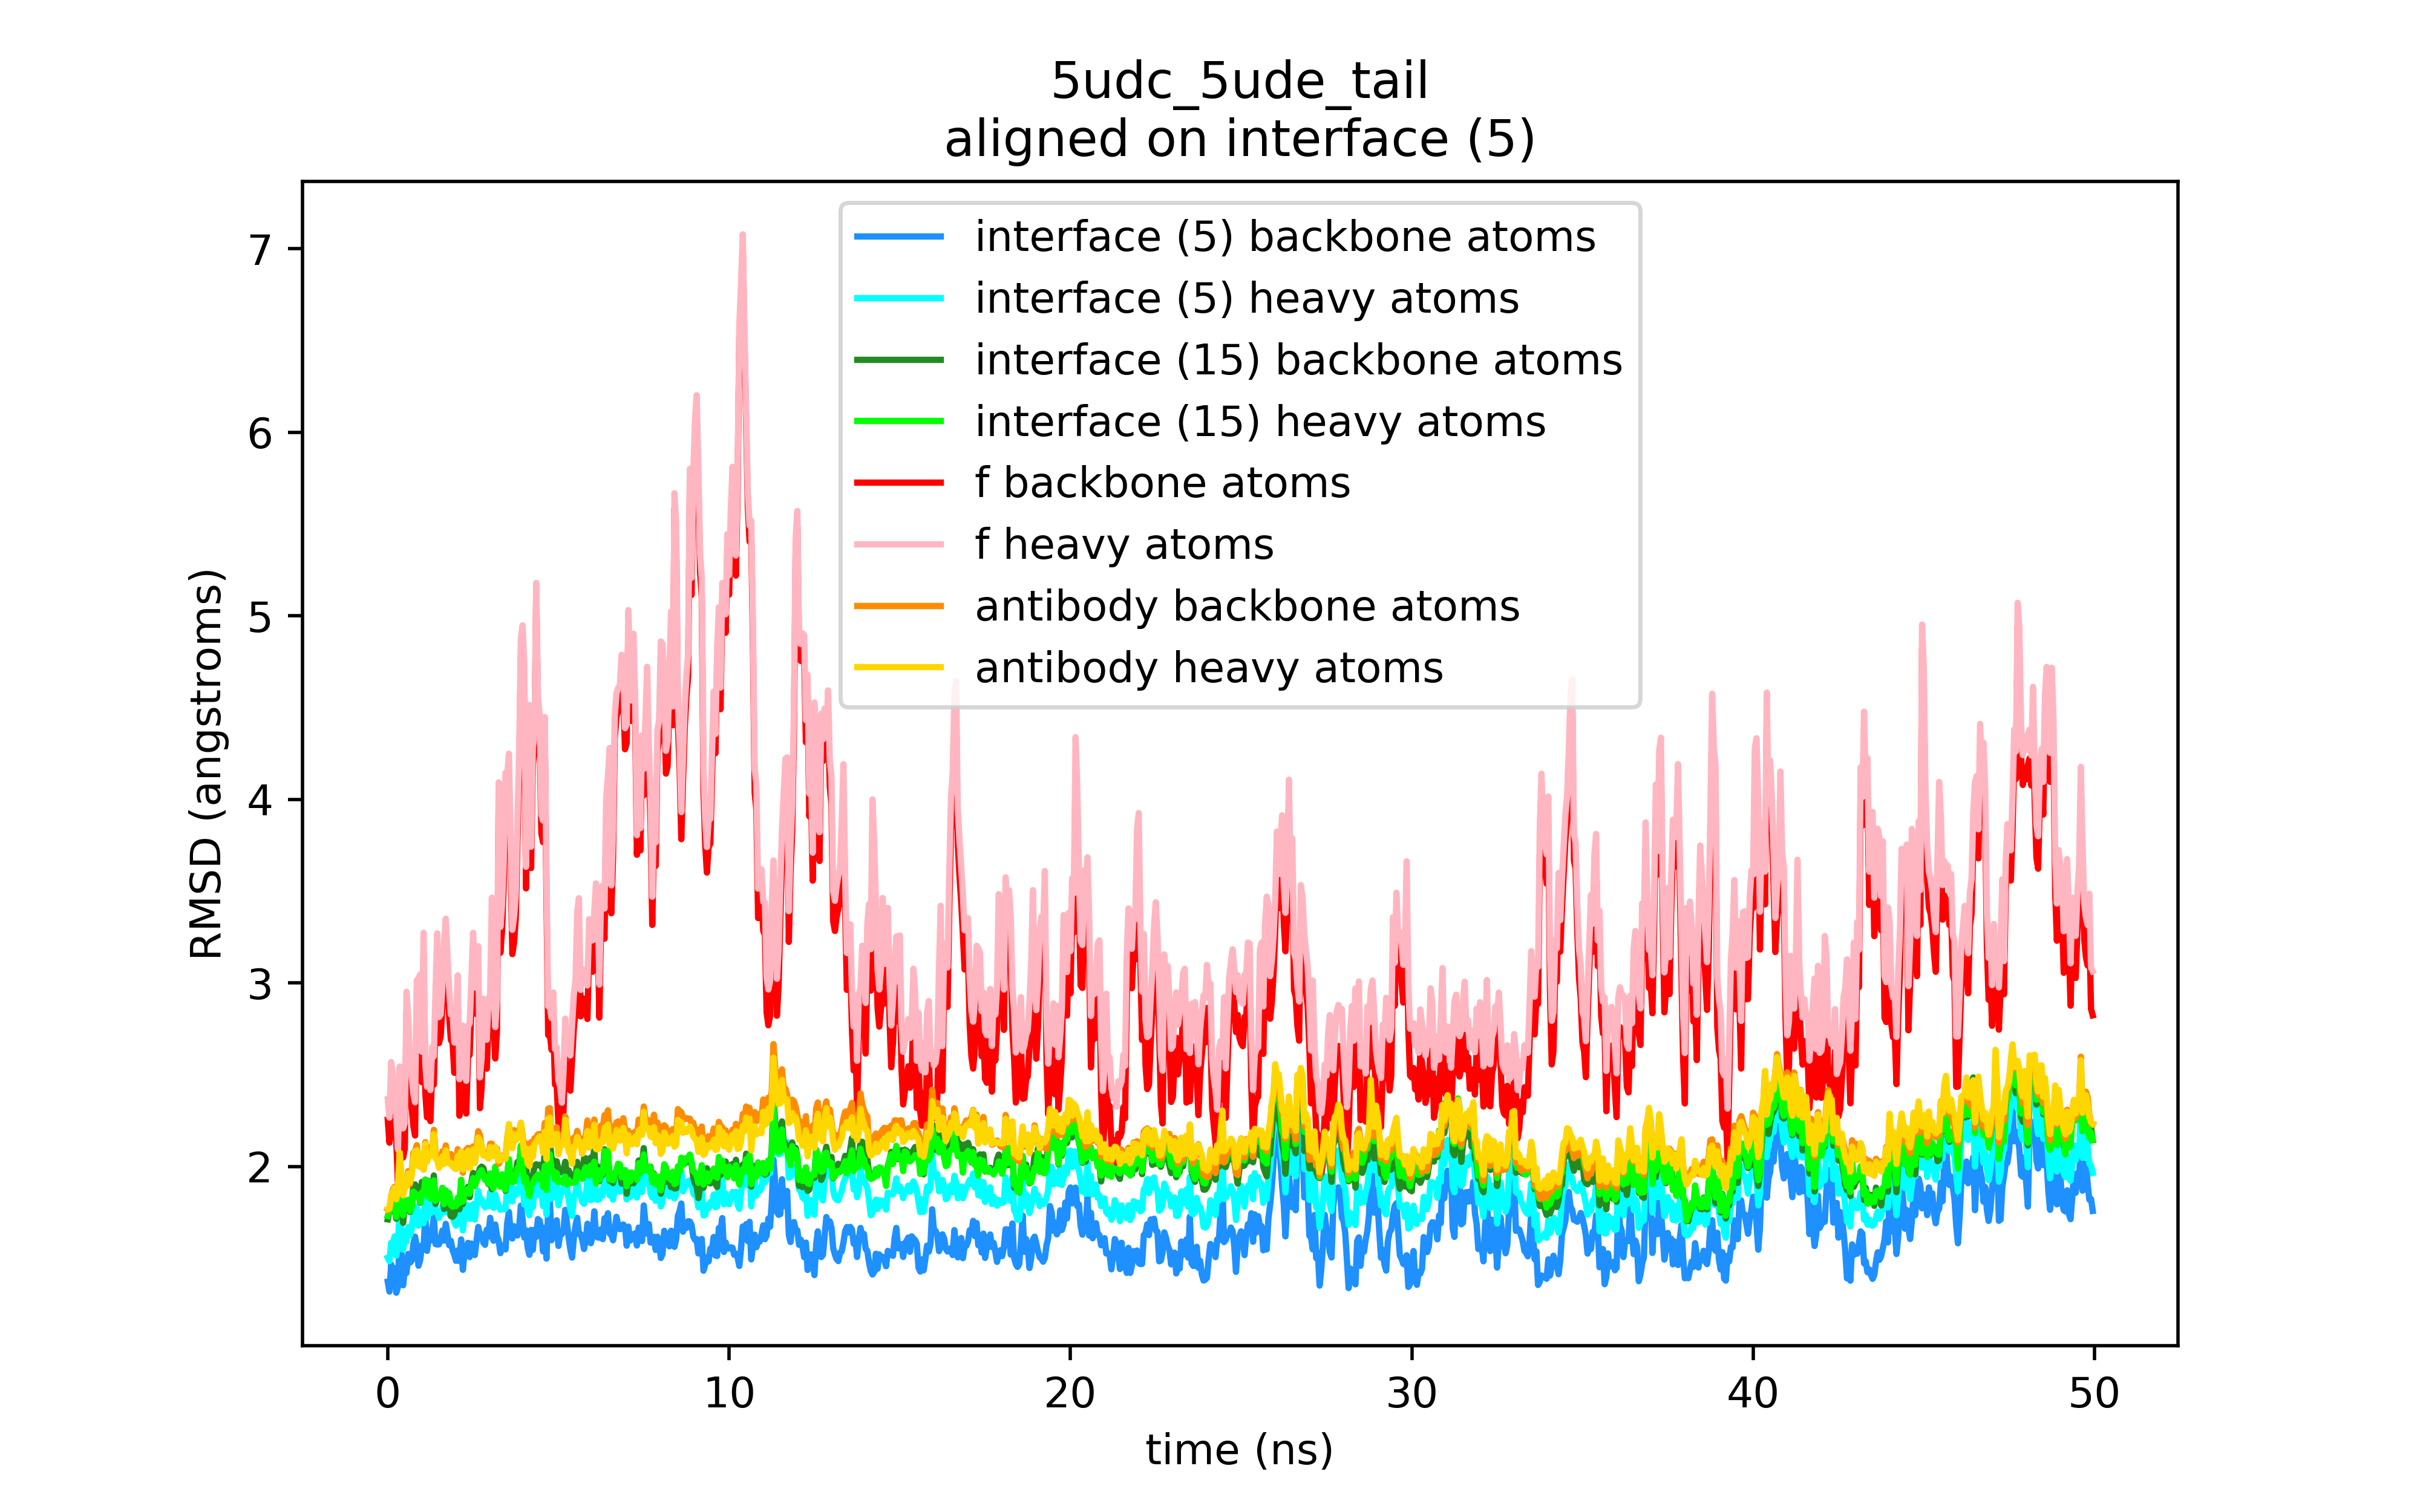 5udc_5ude_tail
aligned on interface (5)
interface (5) backbone atoms
interface (5) heavy atoms
interface (15) backbone atoms
interface (15) heavy atoms
f backbone atoms
f heavy atoms
antibody backbone atoms
antibody heavy atoms
RMSD (angstroms)
7
6
5
4
3
2
0 10 20 30 40 50
time (ns)